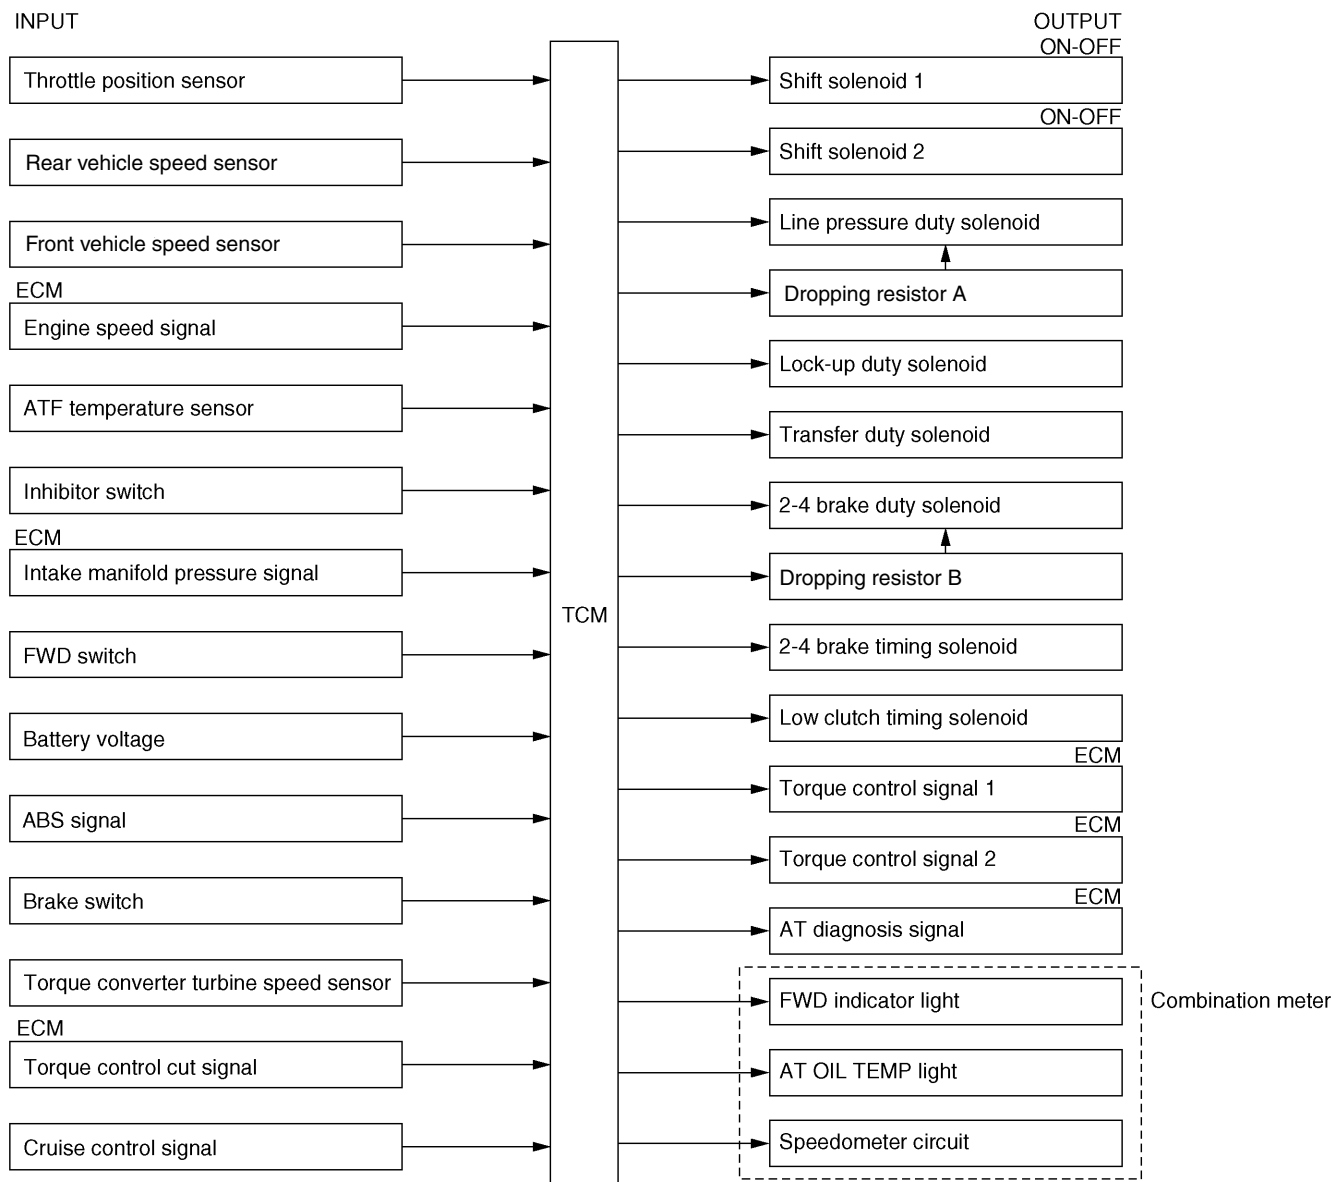 INPUT
Throttle position sensor
Rear vehicle speed sensor
Front vehicle speed sensor
ECM
Engine speed signal
ATF temperature sensor
Inhibitor switch
ECM
Intake manifold pressure signal
FWD switch
Battery voltage
ABS signal
Brake switch
Torque converter turbine speed sensor
ECM
Torque control cut signal
Cruise control signal
TCM
OUTPUT
ON-OFF
Shift solenoid 1
ON-OFF
Shift solenoid 2
Line pressure duty solenoid
Dropping resistor A
Lock-up duty solenoid
Transfer duty solenoid
2-4 brake duty solenoid
Dropping resistor B
2-4 brake timing solenoid
Low clutch timing solenoid
ECM
Torque control signal 1
ECM
Torque control signal 2
ECM
AT diagnosis signal
FWD indicator light
AT OIL TEMP light
Speedometer circuit
Combination meter